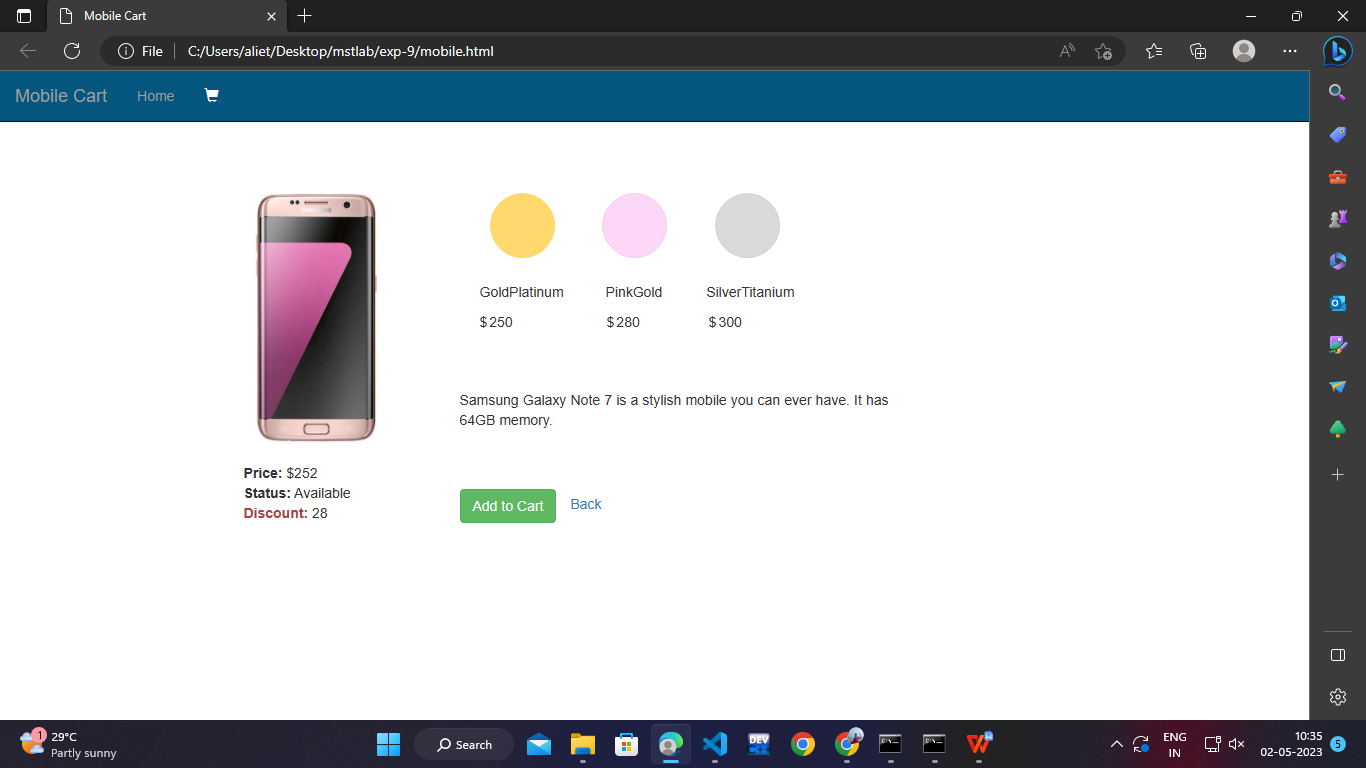 Mobile Cart
File
C:/Users/aliet/Desktop/mstlab/exp-9/mobile.html
Mobile Cart Home
GoldPlatinum PinkGold SilverTitanium
$250 $280 $300
Samsung Galaxy Note 7 is a stylish mobile you can ever have. It has
64GB memory.
Price: $252
Status: Available
Discount: 28
Add to Cart Back
1
29°C
Partly sunny
Search
DEV
ENG
IN
10:35
02-05-2023
5